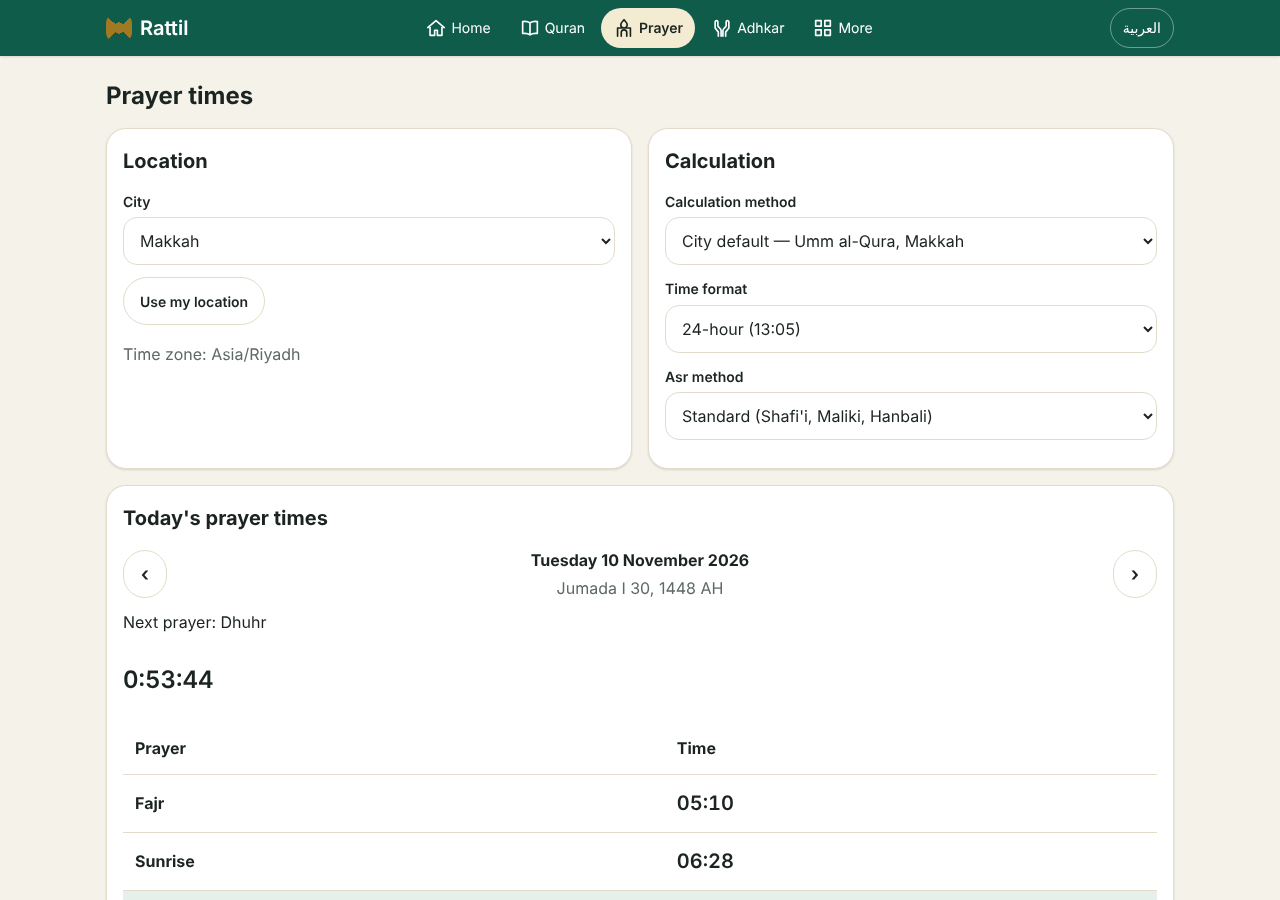 Rattil
Home
Quran
Prayer
Adhkar
More
العربية
Prayer times
Location
City
Makkah
Use my location
Time zone: Asia/Riyadh
Calculation
Calculation method
City default — Umm al-Qura, Makkah
Time format
24-hour (13:05)
Asr method
Standard (Shafi'i, Maliki, Hanbali)
Today's prayer times
‹
Tuesday 10 November 2026
›
Jumada I 30, 1448 AH
Next prayer: Dhuhr
0:53:44
Prayer Time
Fajr 05:10
Sunrise 06:28